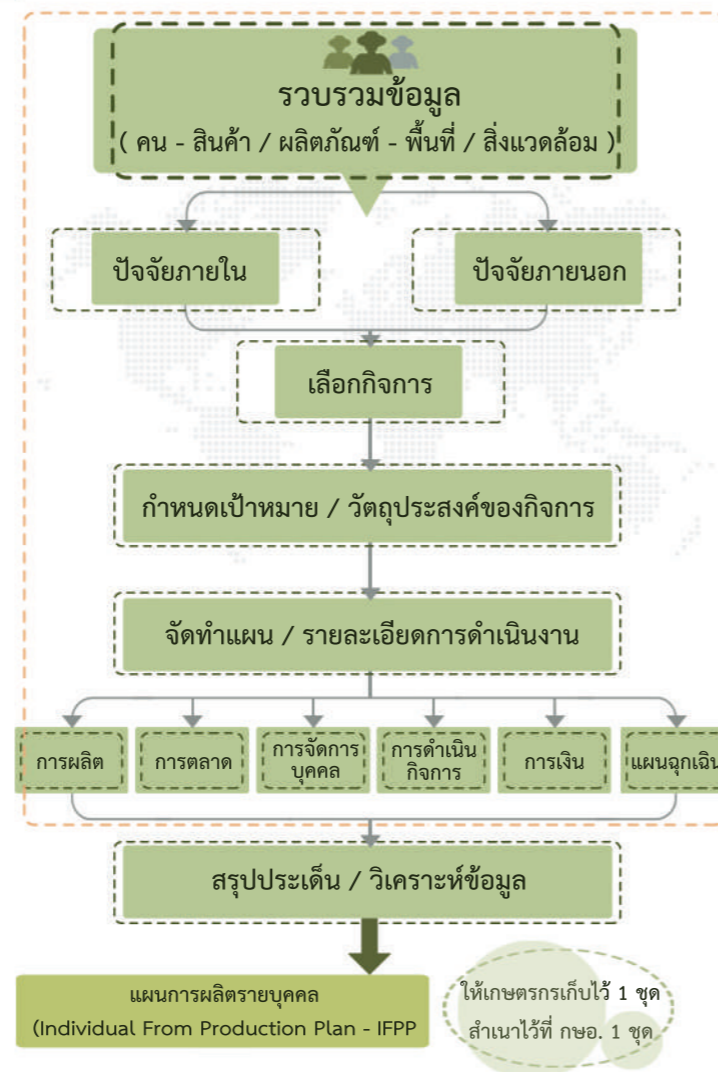 รวบรวมข้อมูล
( คน - สินค้า / ผลิตภัณฑ์ - พื้นที่ / สิ่งแวดล้อม )
ปัจจัยภายใน
ปัจจัยภายนอก
เลือกกิจการ
กำหนดเป้าหมาย / วัตถุประสงค์ของกิจการ
จัดทำแผน / รายละเอียดการดำเนินงาน
การผลิต
การตลาด
การจัดการ
บุคคล
การดำเนิน
กิจการ
การเงิน
แผนฉุกเฉิน
สรุปประเด็น / วิเคราะห์ข้อมูล
แผนการผลิตรายบุคคล
(Individual From Production Plan - IFPP
ให้เกษตรกรเก็บไว้ 1 ชุด
สำเนาไว้ที่ กษอ. 1 ชุด